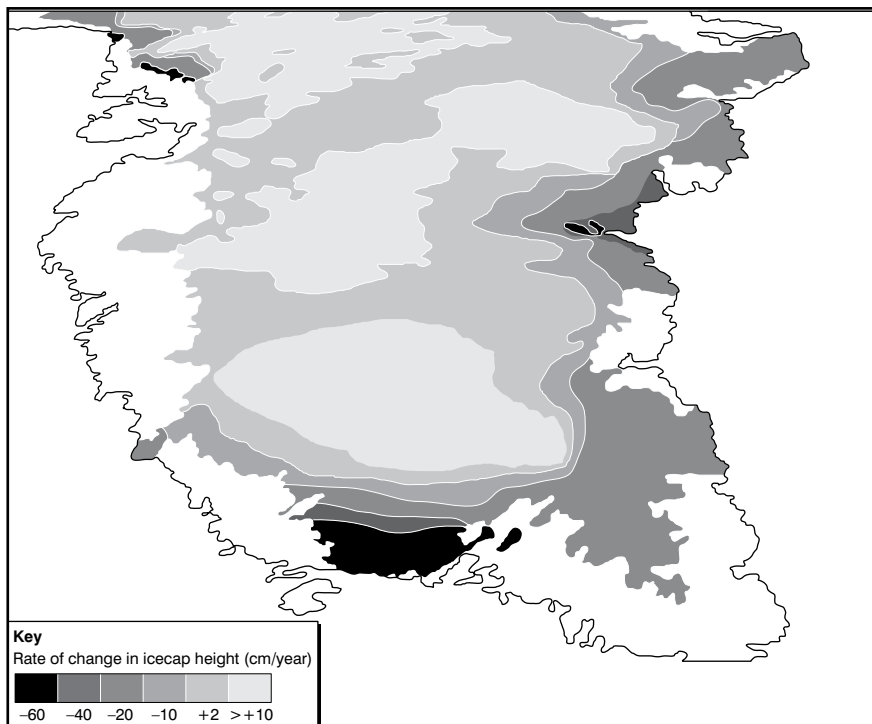 Key
Rate of change in icecap height (cm/year)
–60 –40 –20 –10 +2 >+10